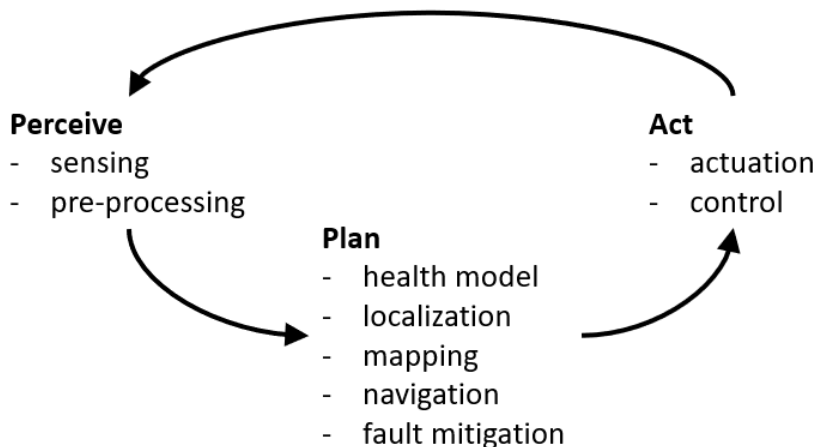 Perceive
- sensing
- pre-processing
Act
- actuation
- control
Plan
- health model
- localization
- mapping
- navigation
- fault mitigation